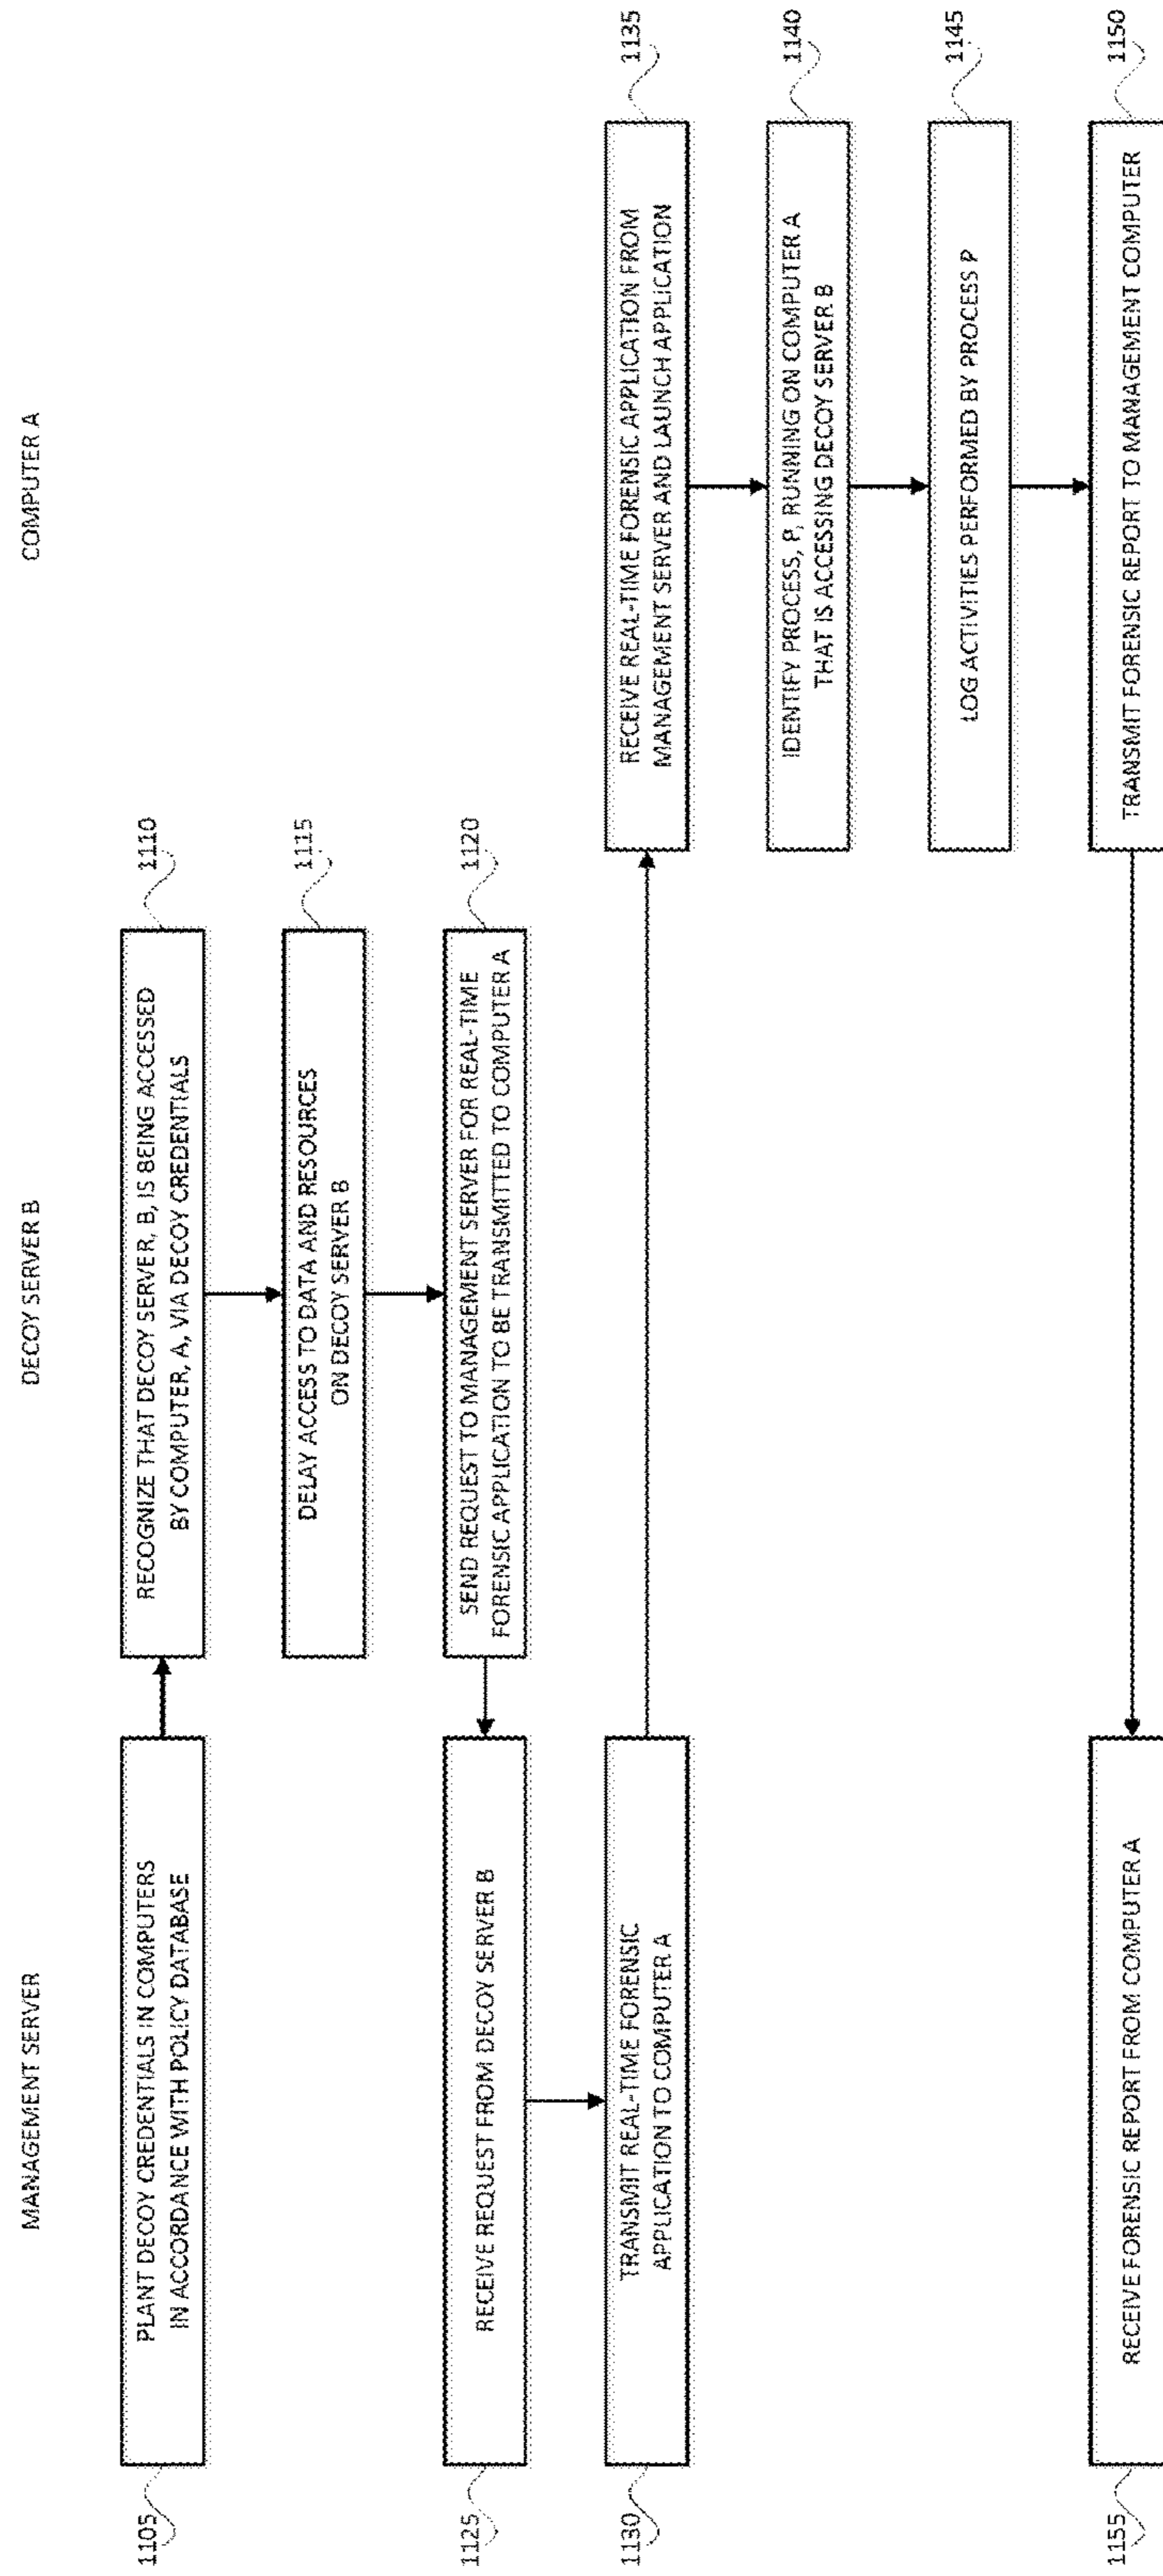 MANAGEMENT SERVER
DECOY SERVER B
COMPUTER A
1105
PLANT DECOY CREDENTIALS IN COMPUTERS
IN ACCORDANCE WITH POLICY DATABASE
1110
RECOGNIZE THAT DECOY SERVER, B, IS BEING ACCESSED
BY COMPUTER, A, VIA DECOY CREDENTIALS
1115
DELAY ACCESS TO DATA AND RESOURCES
ON DECOY SERVER B
1120
SEND REQUEST TO MANAGEMENT SERVER FOR REAL-TIME
FORENSIC APPLICATION TO BE TRANSMITTED TO COMPUTER A
1125
RECEIVE REQUEST FROM DECOY SERVER B
1130
TRANSMIT REAL-TIME FORENSIC
APPLICATION TO COMPUTER A
1135
RECEIVE REAL-TIME FORENSIC APPLICATION FROM
MANAGEMENT SERVER AND LAUNCH APPLICATION
1140
IDENTIFY PROCESS, P, RUNNING ON COMPUTER A
THAT IS ACCESSING DECOY SERVER B
1145
LOG ACTIVITIES PERFORMED BY PROCESS P
1150
TRANSMIT FORENSIC REPORT TO MANAGEMENT COMPUTER
1155
RECEIVE FORENSIC REPORT FROM COMPUTER A